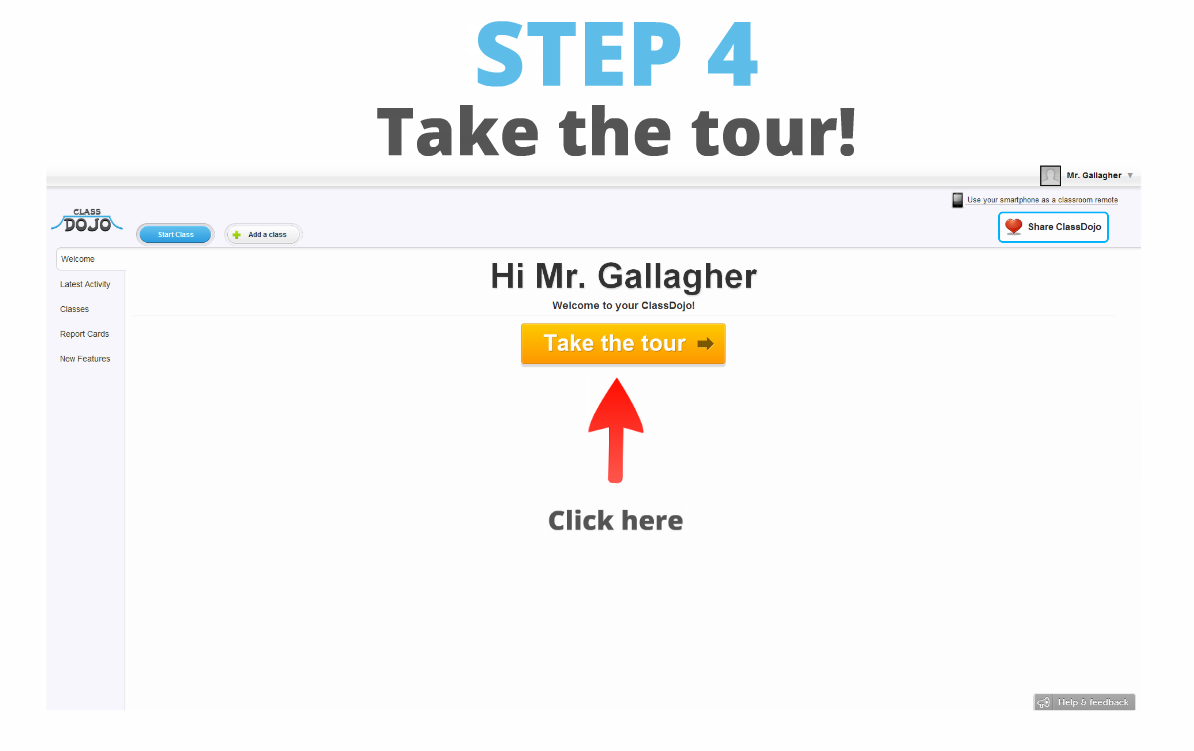 STEP 4
Take the tour!
Mr. Gallagher
Use your smartphone as a classroom remote
CLASS
DOJO
Start Class
Add a class
Share ClassDojo
Welcome
Latest Activity
Classes
Report Cards
New Features
Hi Mr. Gallagher
Welcome to your ClassDojo!
Take the tour
Click here
Help & feedback